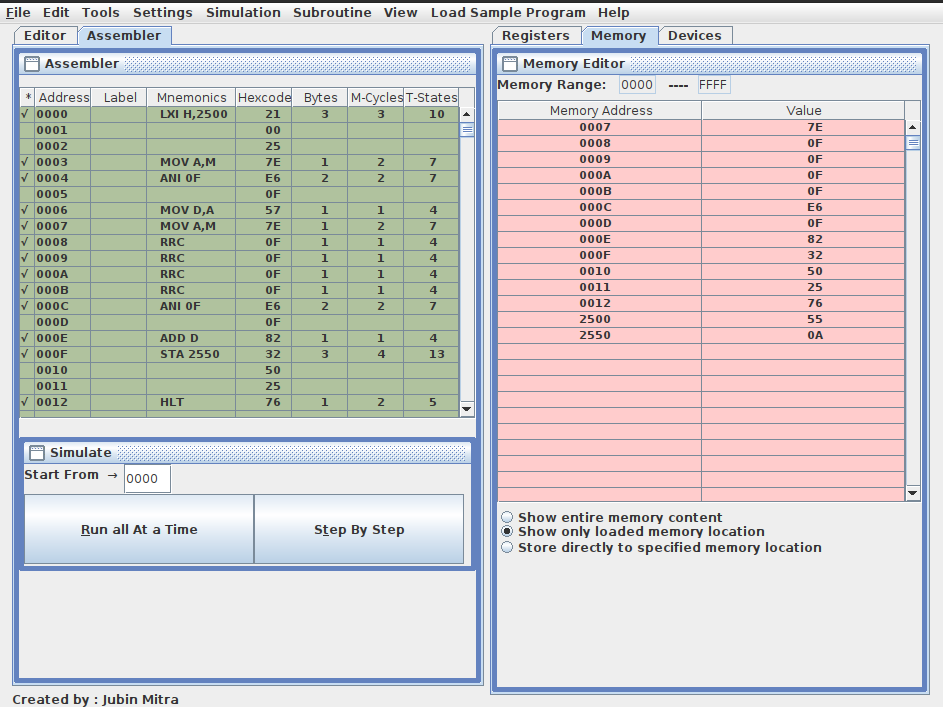 File Edit Tools Settings Simulation Subroutine View Load Sample Program Help
Editor Assembler
Assembler
* Address Label Mnemonics Hexcode Bytes M-Cycles T-States
√ 0000 LXI H,2500 21 3 3 10
0001 00
0002 25
√ 0003 MOV A,M 7E 1 2 7
√ 0004 ANI 0F E6 2 2 7
0005 0F
√ 0006 MOV D,A 57 1 1 4
√ 0007 MOV A,M 7E 1 2 7
√ 0008 RRC 0F 1 1 4
√ 0009 RRC 0F 1 1 4
√ 000A RRC 0F 1 1 4
√ 000B RRC 0F 1 1 4
√ 000C ANI 0F E6 2 2 7
000D 0F
√ 000E ADD D 82 1 1 4
√ 000F STA 2550 32 3 4 13
0010 50
0011 25
√ 0012 HLT 76 1 2 5
Simulate
Start From → 0000
Run all At a Time Step By Step
Registers Memory Devices
Memory Editor
Memory Range: 0000 ---- FFFF
Memory Address Value
0007 7E
0008 0F
0009 0F
000A 0F
000B 0F
000C E6
000D 0F
000E 82
000F 32
0010 50
0011 25
0012 76
2500 55
2550 0A
Show entire memory content
Show only loaded memory location
Store directly to specified memory location
Created by : Jubin Mitra